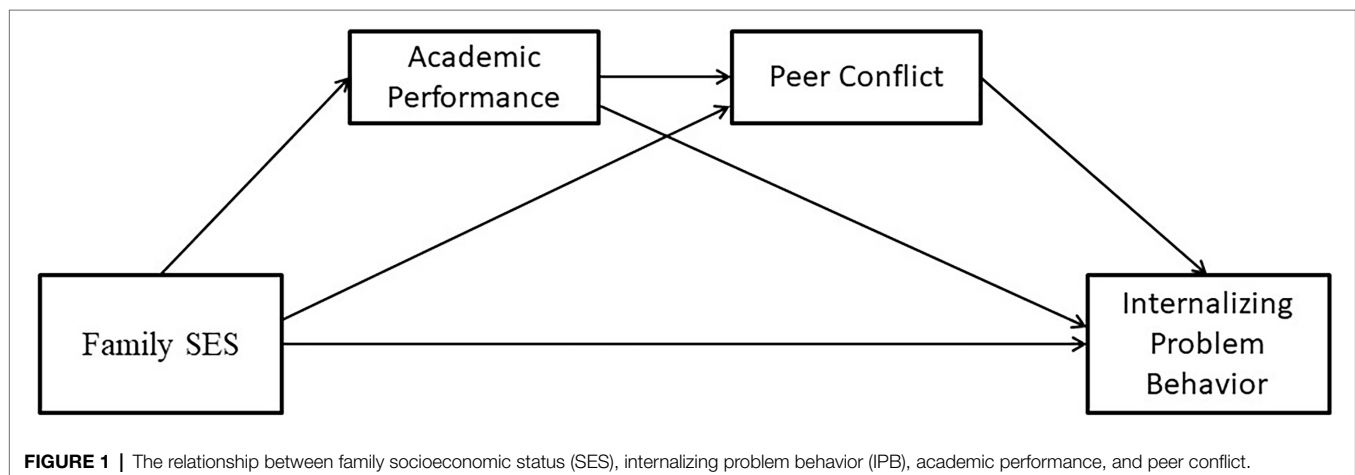 Academic
Performance
Peer Conflict
Family SES
Internalizing
Problem
Behavior
FIGURE 1 | The relationship between family socioeconomic status (SES), internalizing problem behavior (IPB), academic performance, and peer conflict.